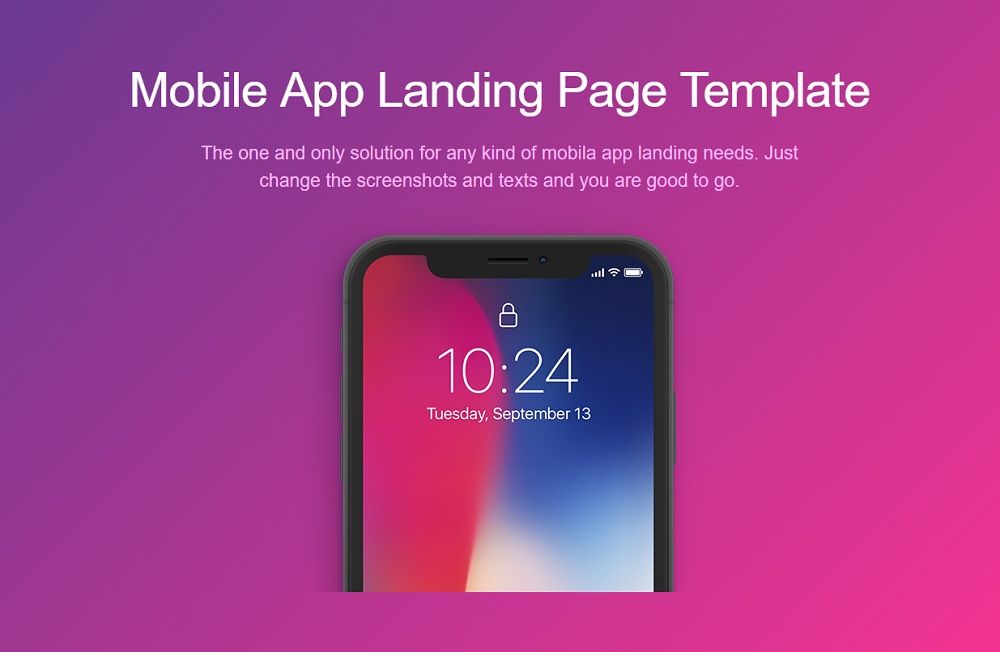 Mobile App Landing Page Template
The one and only solution for any kind of mobila app landing needs. Just
change the screenshots and texts and you are good to go.
10:24
Tuesday, September 13